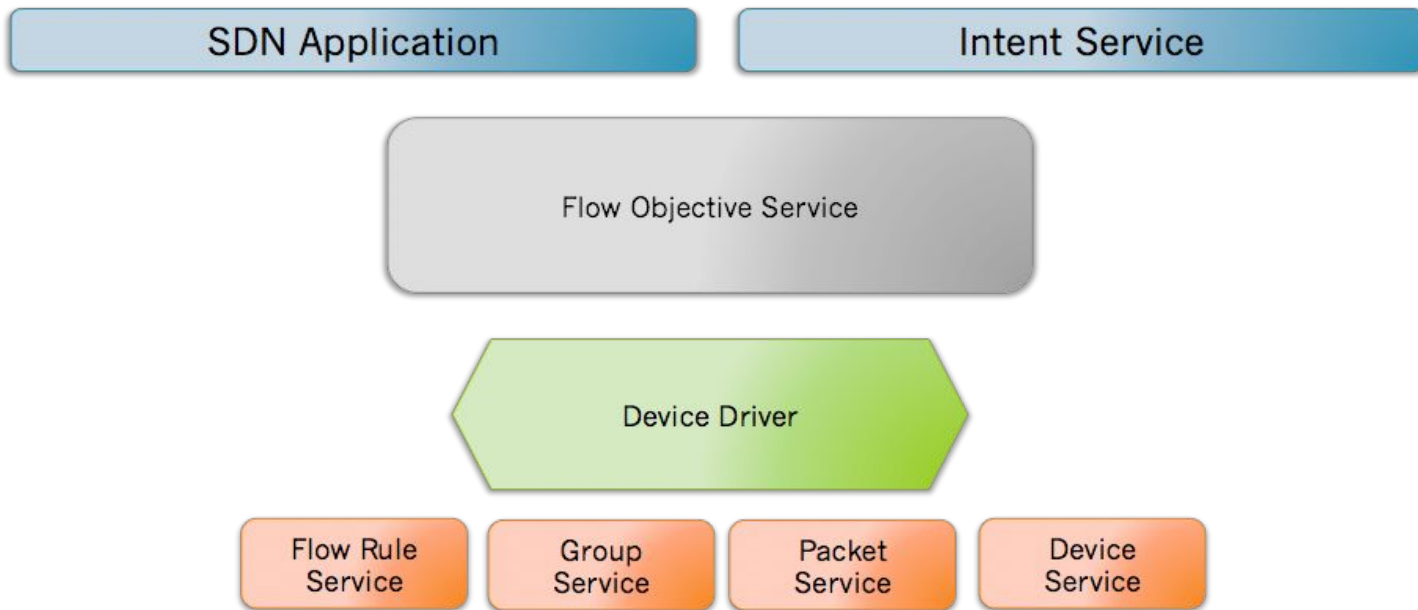 SDN Application
Intent Service
Flow Objective Service
Device Driver
Flow Rule
Service
Group
Service
Packet
Service
Device
Service